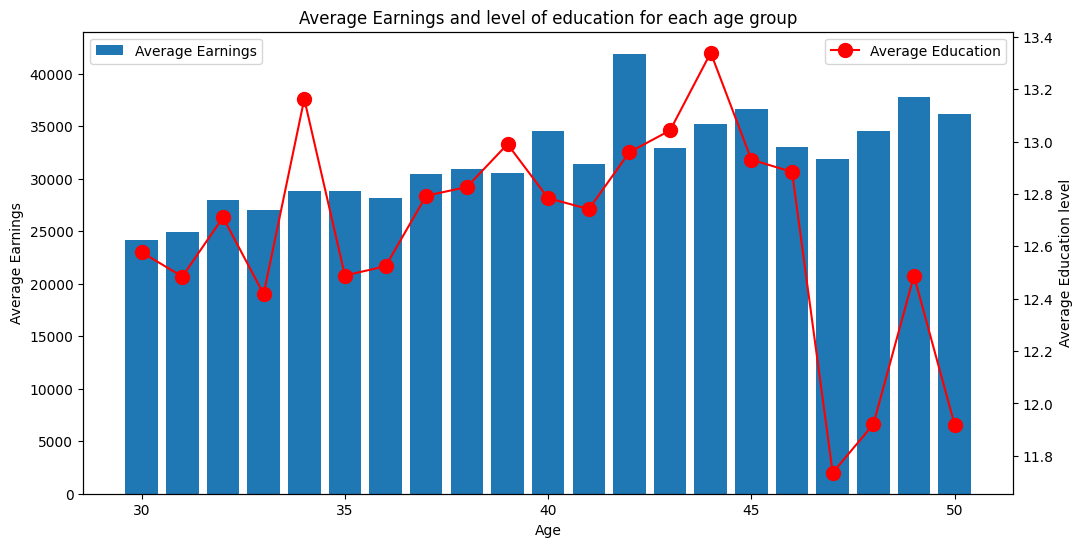 Average Earnings and level of education for each age group
Average Earnings
Average Education
40000
35000
30000
25000
20000
15000
10000
5000
0
Average Earnings
13.4
13.2
13.0
12.8
12.6
12.4
12.2
12.0
11.8
Average Education level
30 35 40 45 50
Age